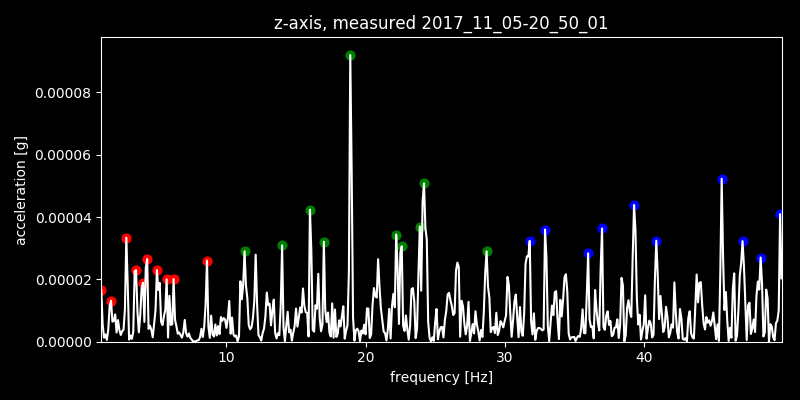 z-axis, measured 2017_11_05-20_50_01
acceleration [g]
0.00008
0.00006
0.00004
0.00002
0.00000
10 20 30 40
frequency [Hz]